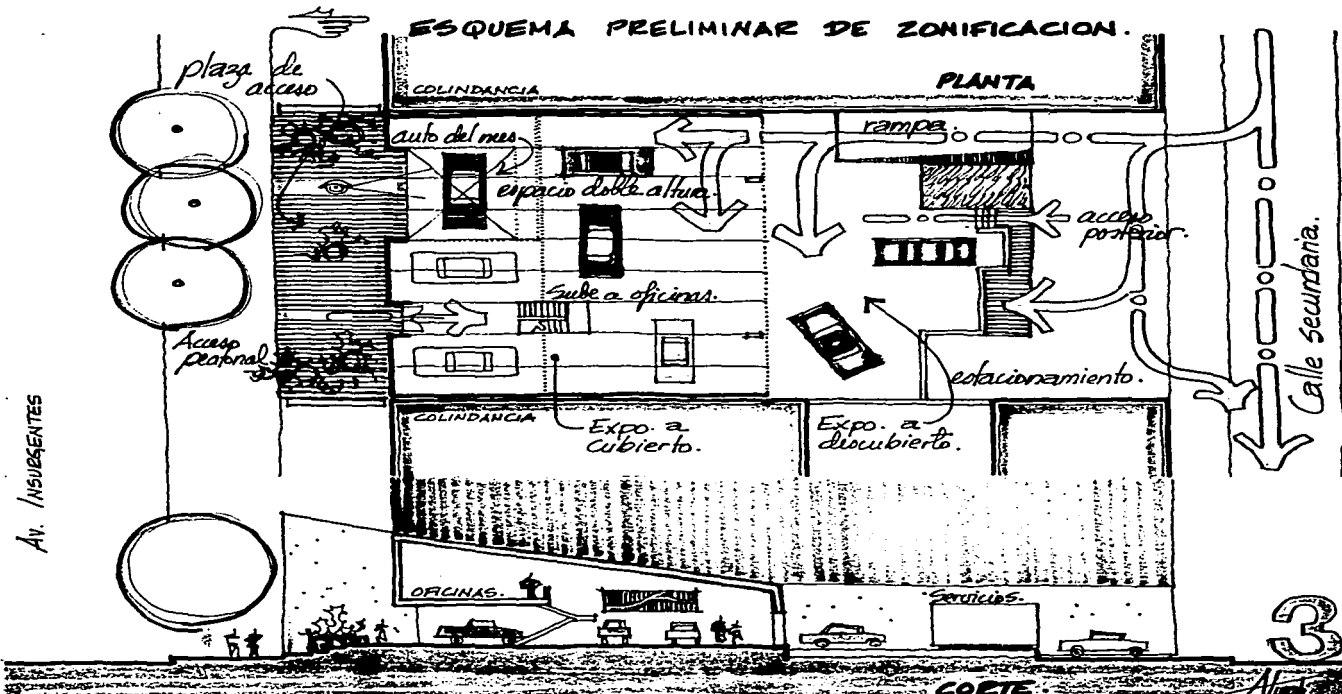 ESQUEMA PRELIMINAR DE ZONIFICACION.
PLANTA
plaza de
acceso
COLINDANCIA
auto del mes
espacio doble altura.
rampa.
acceso
posterior.
Sube a oficinas.
Acceso
peatonal
estacionamiento.
Calle secundaria.
Av. INSURGENTES
COLINDANCIA
Expo. a
cubierto.
Expo. a
descubierto.
OFICINAS.
Servicios.
3
CORTE